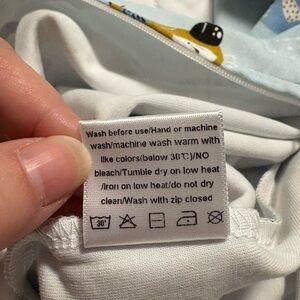 Wash before use/Hand or machine
wash/machine wash warm with
like colors(below 30℃)/NO
bleach/Tumble dry on low heat
/Iron on low heat/do not dry
clean/Wash with zip closed
30°